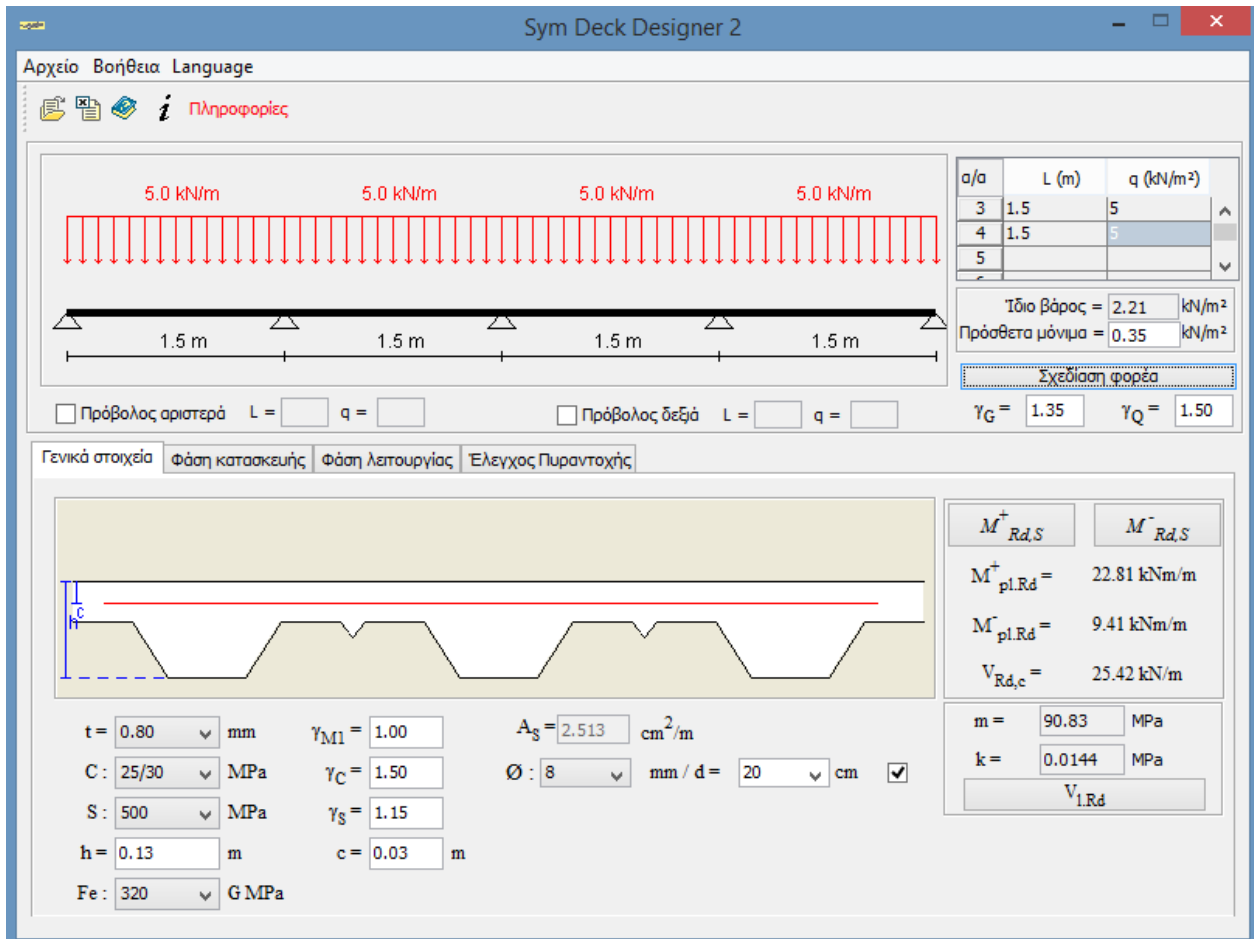 Sym Deck Designer 2
Αρχείο Βοήθεια Language
i Πληροφορίες
5.0 kN/m 5.0 kN/m 5.0 kN/m 5.0 kN/m
1.5 m 1.5 m 1.5 m 1.5 m
α/α L (m) q (kN/m²)
3 1.5 5
4 1.5 5
5
Ίδιο βάρος = 2.21 kN/m²
Πρόσθετα μόνιμα = 0.35 kN/m²
Σχεδίαση φορέα
Πρόβολος αριστερά L = q = Πρόβολος δεξιά L = q =
γG = 1.35 γQ = 1.50
Γενικά στοιχεία Φάση κατασκευής Φάση λειτουργίας Έλεγχος Πυραντοχής
c
h
M+Rd,S M-Rd,S
M+pl.Rd = 22.81 kNm/m
M-pl.Rd = 9.41 kNm/m
VRd,c = 25.42 kN/m
t = 0.80 mm γM1 = 1.00 AS = 2.513 cm2/m
C : 25/30 MPa γC = 1.50 Ø : 8 mm / d = 20 cm
S : 500 MPa γS = 1.15
h = 0.13 m c = 0.03 m
Fe : 320 G MPa
m = 90.83 MPa
k = 0.0144 MPa
Vl.Rd